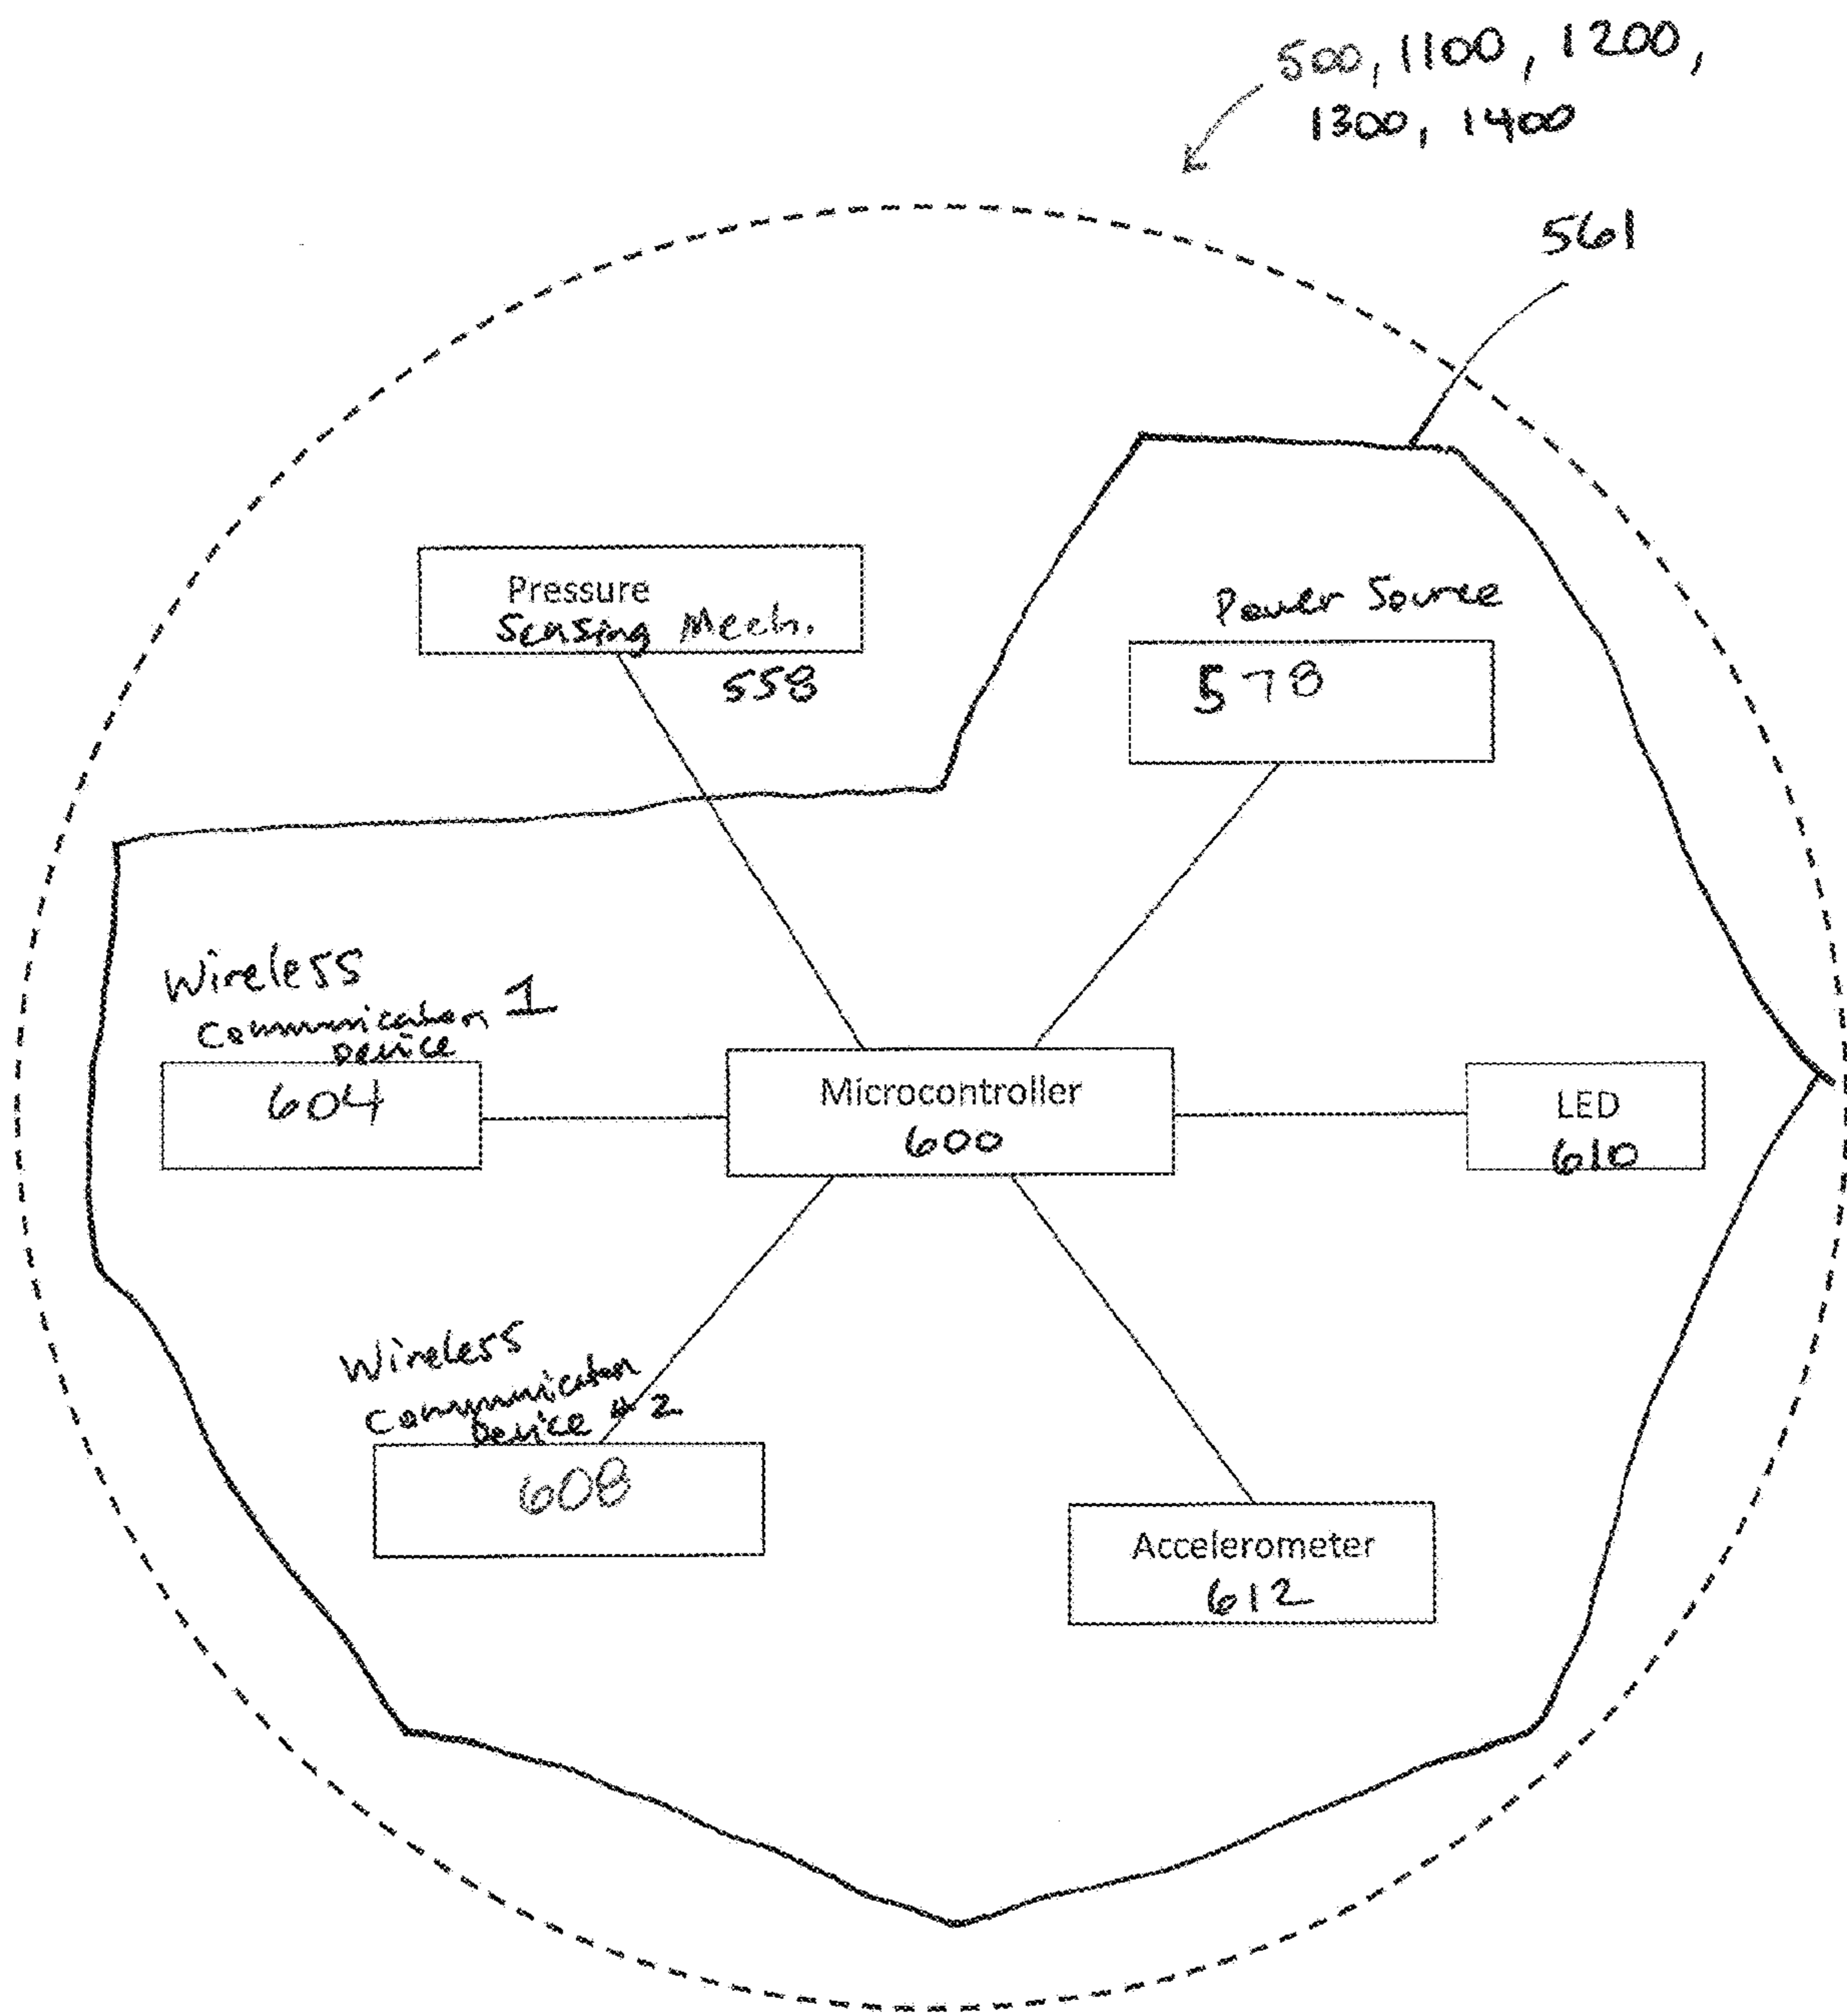 500, 1100, 1200,
1300, 1400
561
Pressure
Sensing Mech.
558
Power Source
578
Wireless
Communication 1
Device
604
Microcontroller
600
LED
610
Wireless
Communication
Device #2
608
Accelerometer
612